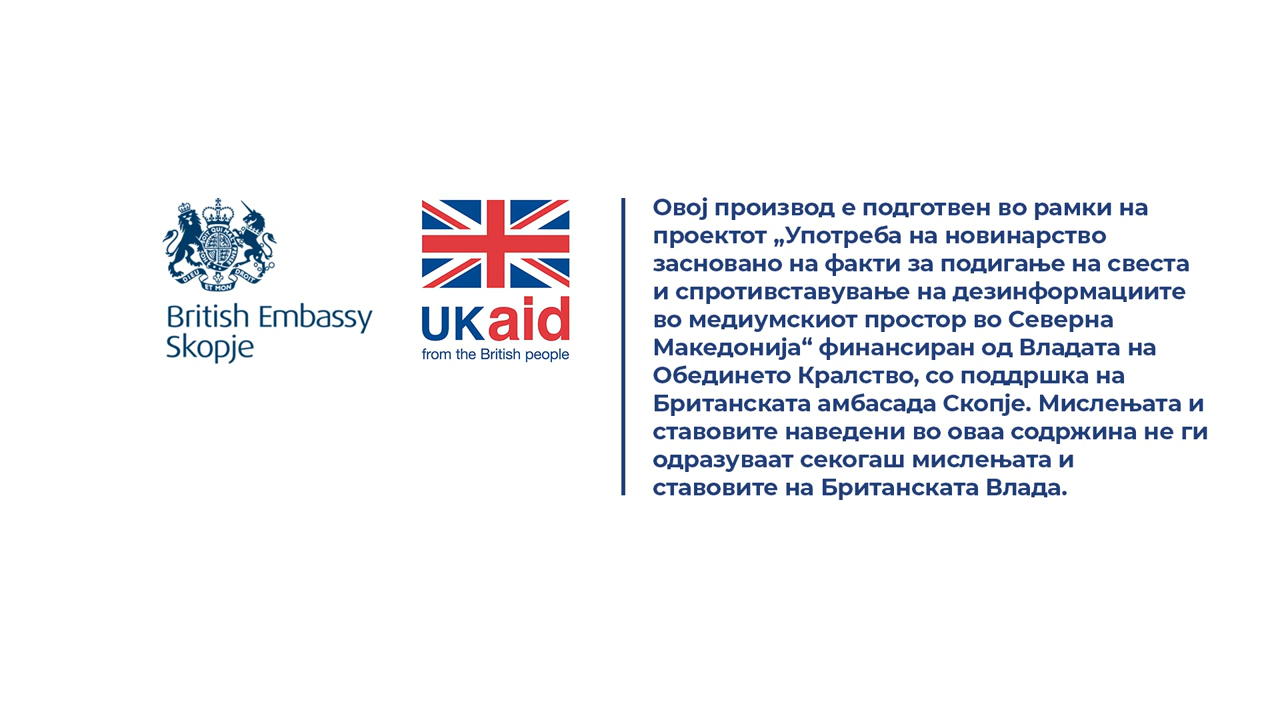 British Embassy
Skopje
UKaid
from the British people
Овој производ е подготвен во рамки на
проектот „Употреба на новинарство
засновано на факти за подигање на свеста
и спротивставување на дезинформациите
во медиумскиот простор во Северна
Македонија“ финансиран од Владата на
Обединето Кралство, со поддршка на
Британската амбасада Скопје. Мислењата и
ставовите наведени во оваа содржина не ги
одразуваат секогаш мислењата и
ставовите на Британската Влада.